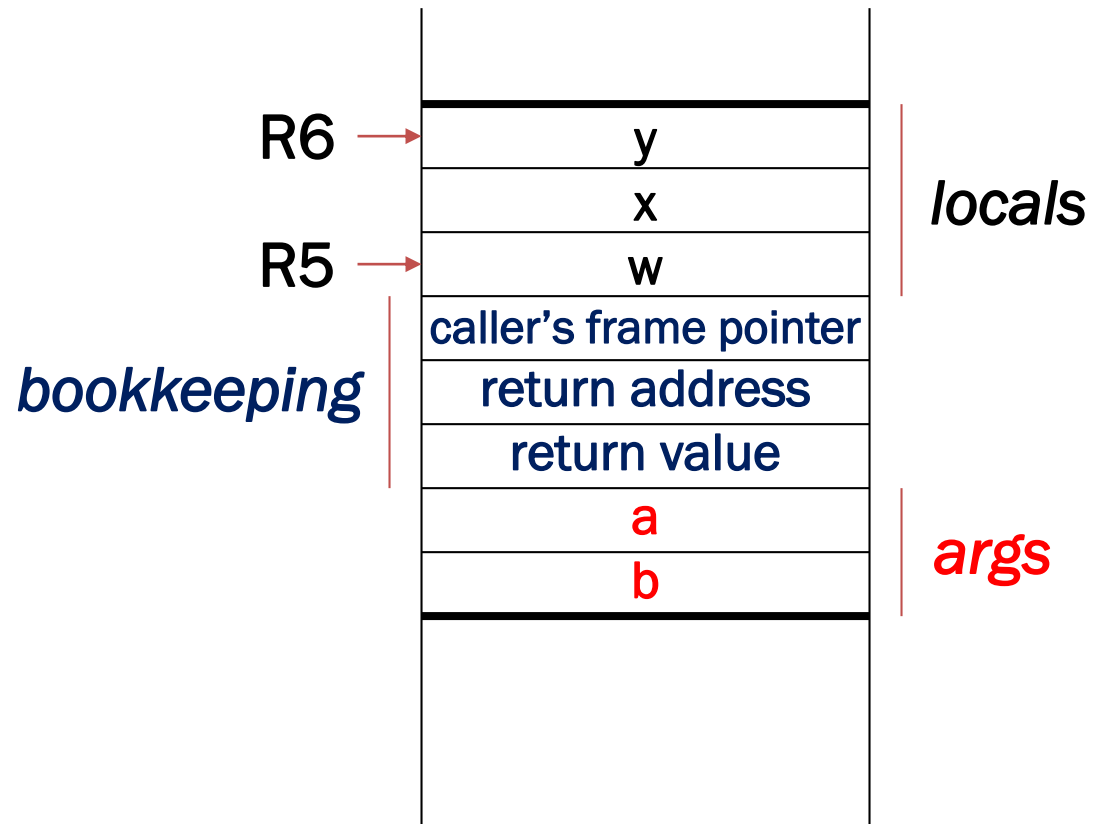 R6
y
x
locals
R5
w
caller’s frame pointer
bookkeeping
return address
return value
a
args
b